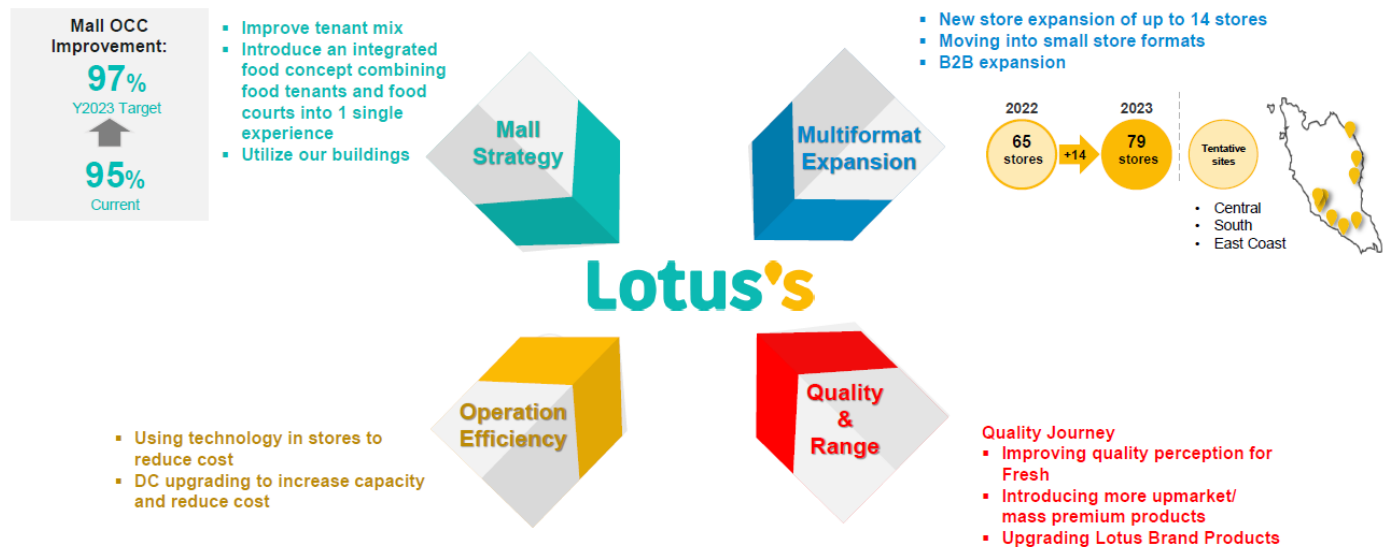 Mall OCC
Improvement:
97%
Y2023 Target
95%
Current
▪ Improve tenant mix
▪ Introduce an integrated
food concept combining
food tenants and food
courts into 1 single
experience
▪ Utilize our buildings
Mall
Strategy
▪ New store expansion of up to 14 stores
▪ Moving into small store formats
▪ B2B expansion
Multiformat
Expansion
2022
65
stores
+14
2023
79
stores
Tentative
sites
• Central
• South
• East Coast
Lotus's
Operation
Efficiency
▪ Using technology in stores to
reduce cost
▪ DC upgrading to increase capacity
and reduce cost
Quality
&
Range
Quality Journey
▪ Improving quality perception for
Fresh
▪ Introducing more upmarket/
mass premium products
▪ Upgrading Lotus Brand Products